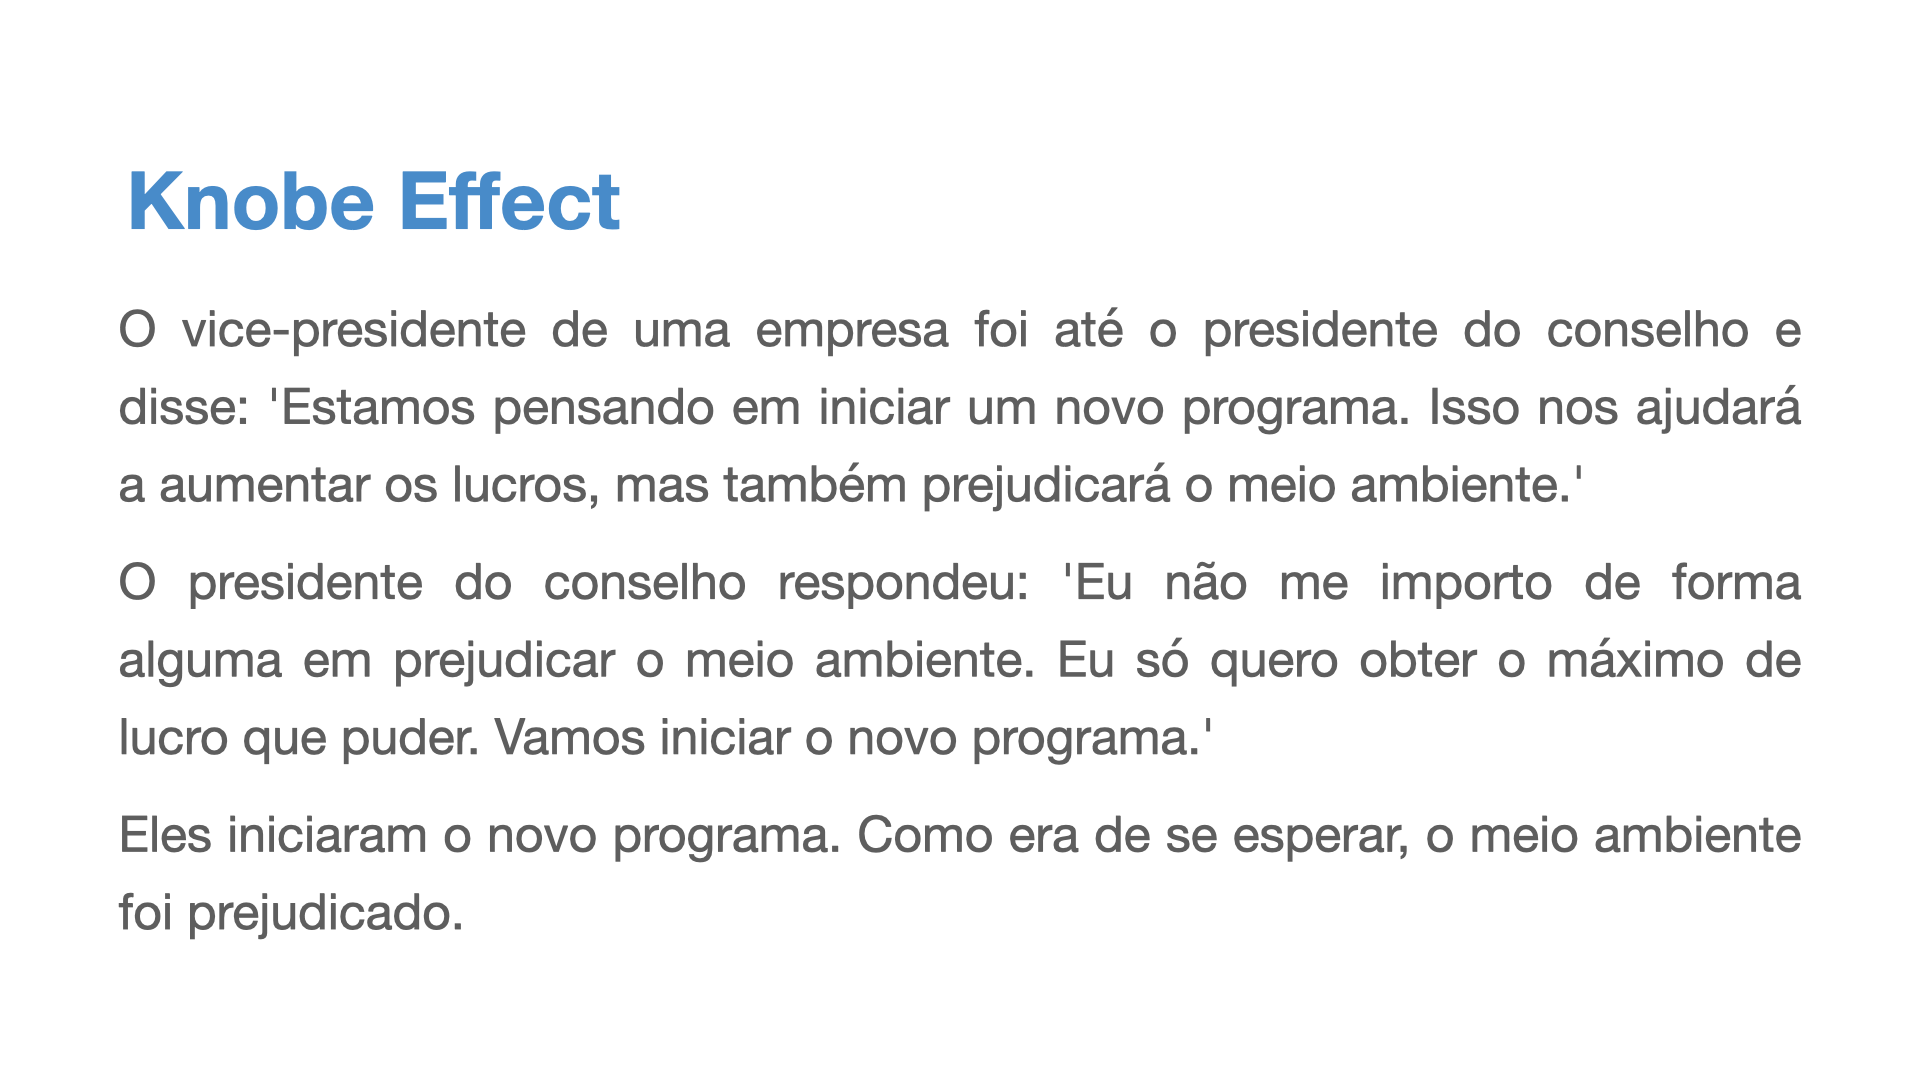 Knobe Effect
O vice-presidente de uma empresa foi até o presidente do conselho e
disse: 'Estamos pensando em iniciar um novo programa. Isso nos ajudará
a aumentar os lucros, mas também prejudicará o meio ambiente.'
O presidente do conselho respondeu: 'Eu não me importo de forma
alguma em prejudicar o meio ambiente. Eu só quero obter o máximo de
lucro que puder. Vamos iniciar o novo programa.'
Eles iniciaram o novo programa. Como era de se esperar, o meio ambiente
foi prejudicado.